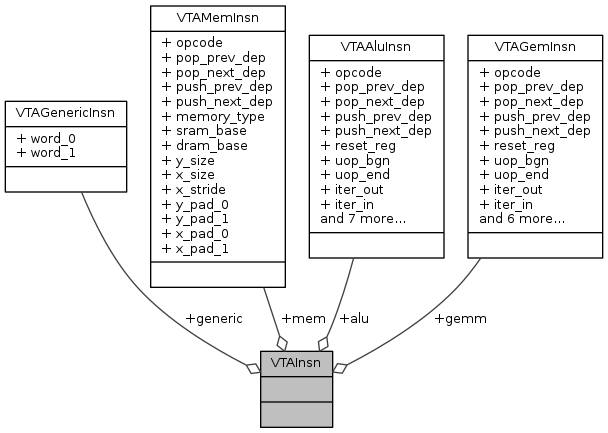 VTAGenericInsn
+ word_0
+ word_1
VTAMemInsn
+ opcode
+ pop_prev_dep
+ pop_next_dep
+ push_prev_dep
+ push_next_dep
+ memory_type
+ sram_base
+ dram_base
+ y_size
+ x_size
+ x_stride
+ y_pad_0
+ y_pad_1
+ x_pad_0
+ x_pad_1
VTAAluInsn
+ opcode
+ pop_prev_dep
+ pop_next_dep
+ push_prev_dep
+ push_next_dep
+ reset_reg
+ uop_bgn
+ uop_end
+ iter_out
+ iter_in
and 7 more...
VTAGemInsn
+ opcode
+ pop_prev_dep
+ pop_next_dep
+ push_prev_dep
+ push_next_dep
+ reset_reg
+ uop_bgn
+ uop_end
+ iter_out
+ iter_in
and 6 more...
+generic
+mem
+alu
+gemm
VTAInsn